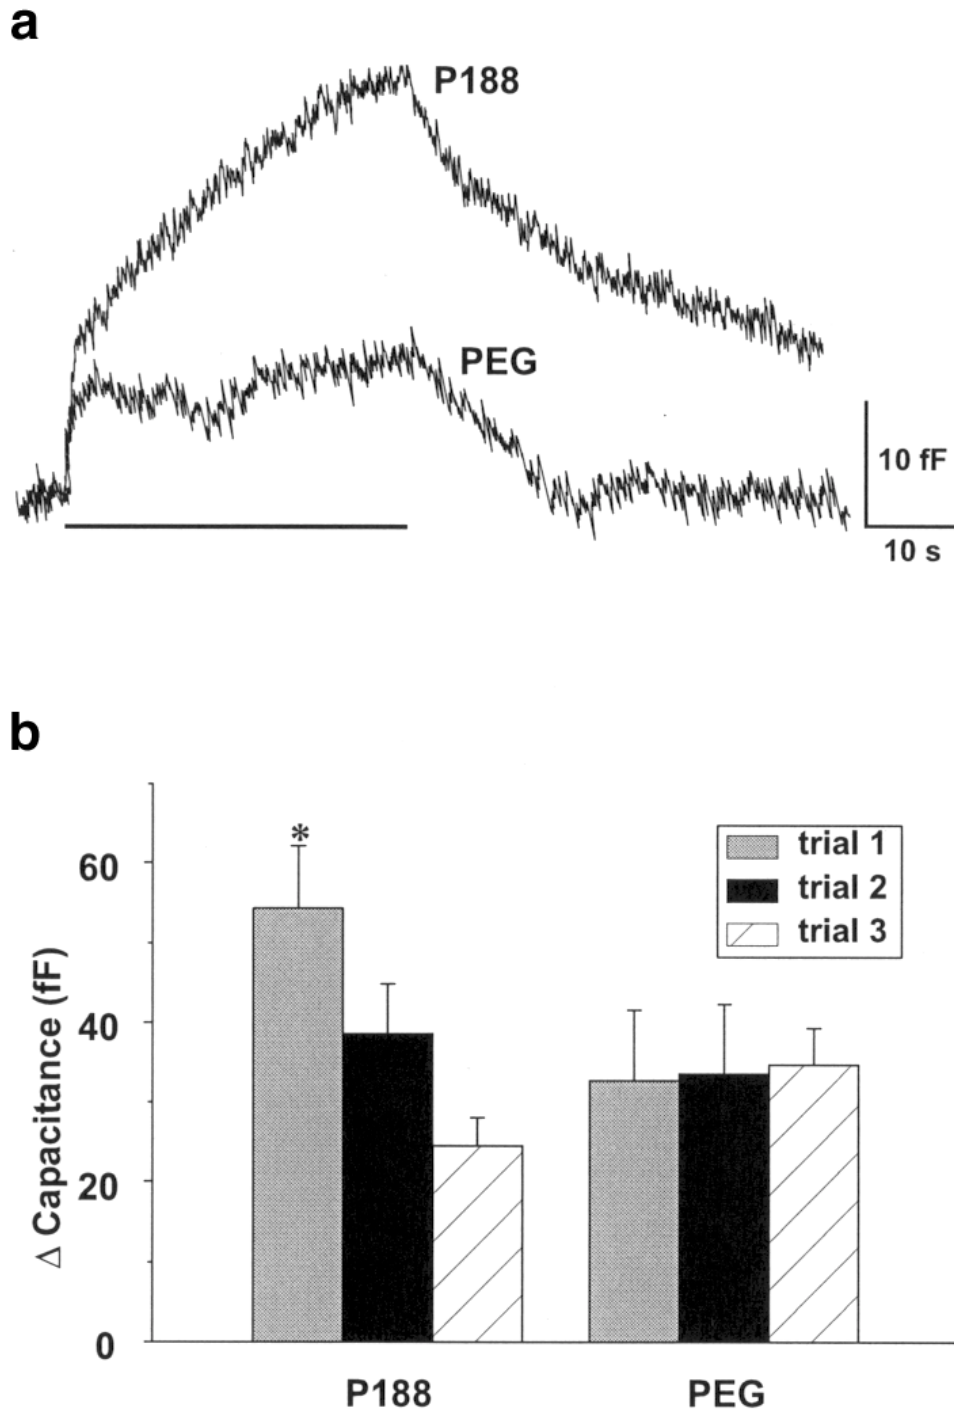 a
P188
PEG
10 fF
10 s
b
*
60
40
20
0
Δ Capacitance (fF)
trial 1
trial 2
trial 3
P188
PEG